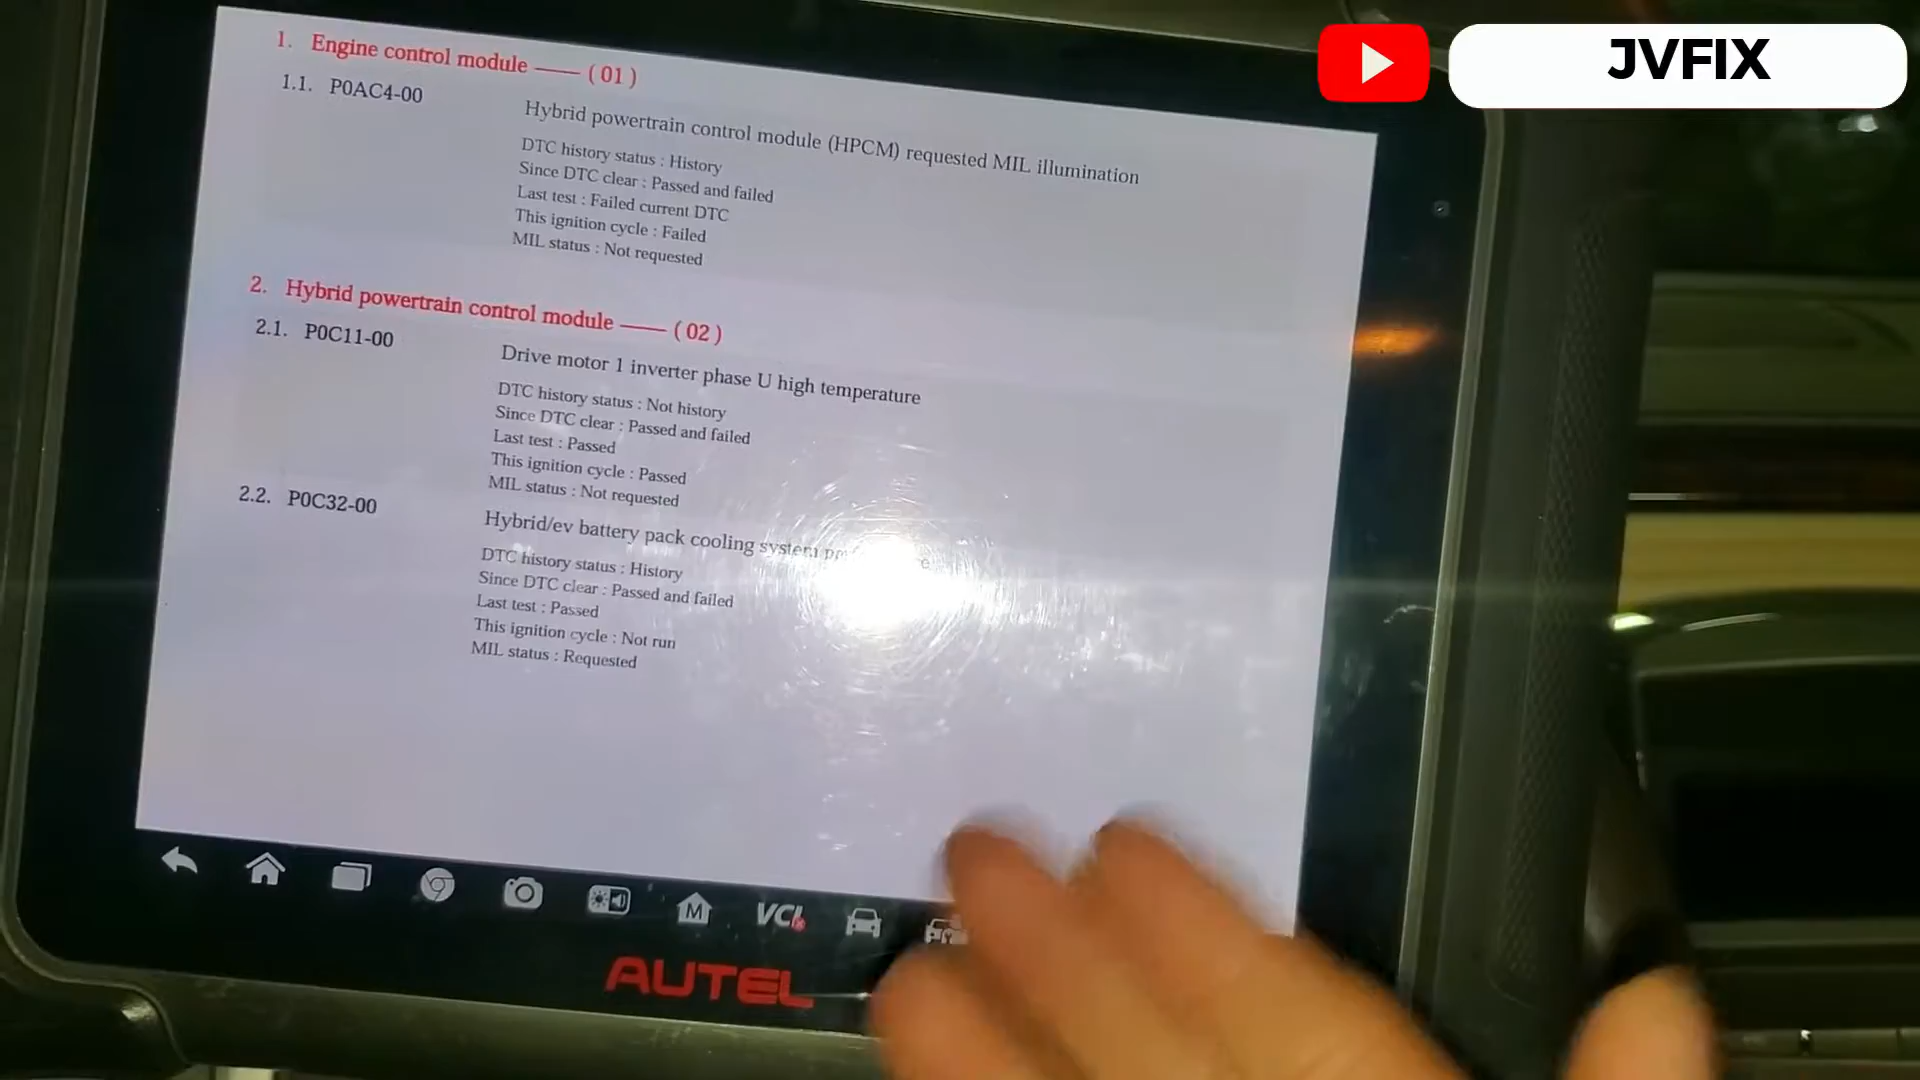 JVFIX
1. Engine control module —— ( 01 )
1.1. P0AC4-00
Hybrid powertrain control module (HPCM) requested MIL illumination
DTC history status : History
Since DTC clear : Passed and failed
Last test : Failed current DTC
This ignition cycle : Failed
MIL status : Not requested
2. Hybrid powertrain control module —— ( 02 )
2.1. P0C11-00
Drive motor 1 inverter phase U high temperature
DTC history status : Not history
Since DTC clear : Passed and failed
Last test : Passed
This ignition cycle : Passed
MIL status : Not requested
2.2. P0C32-00
Hybrid/ev battery pack cooling system
DTC history status : History
Since DTC clear : Passed and failed
Last test : Passed
This ignition cycle : Not run
MIL status : Requested
M
VCI
AUTEL